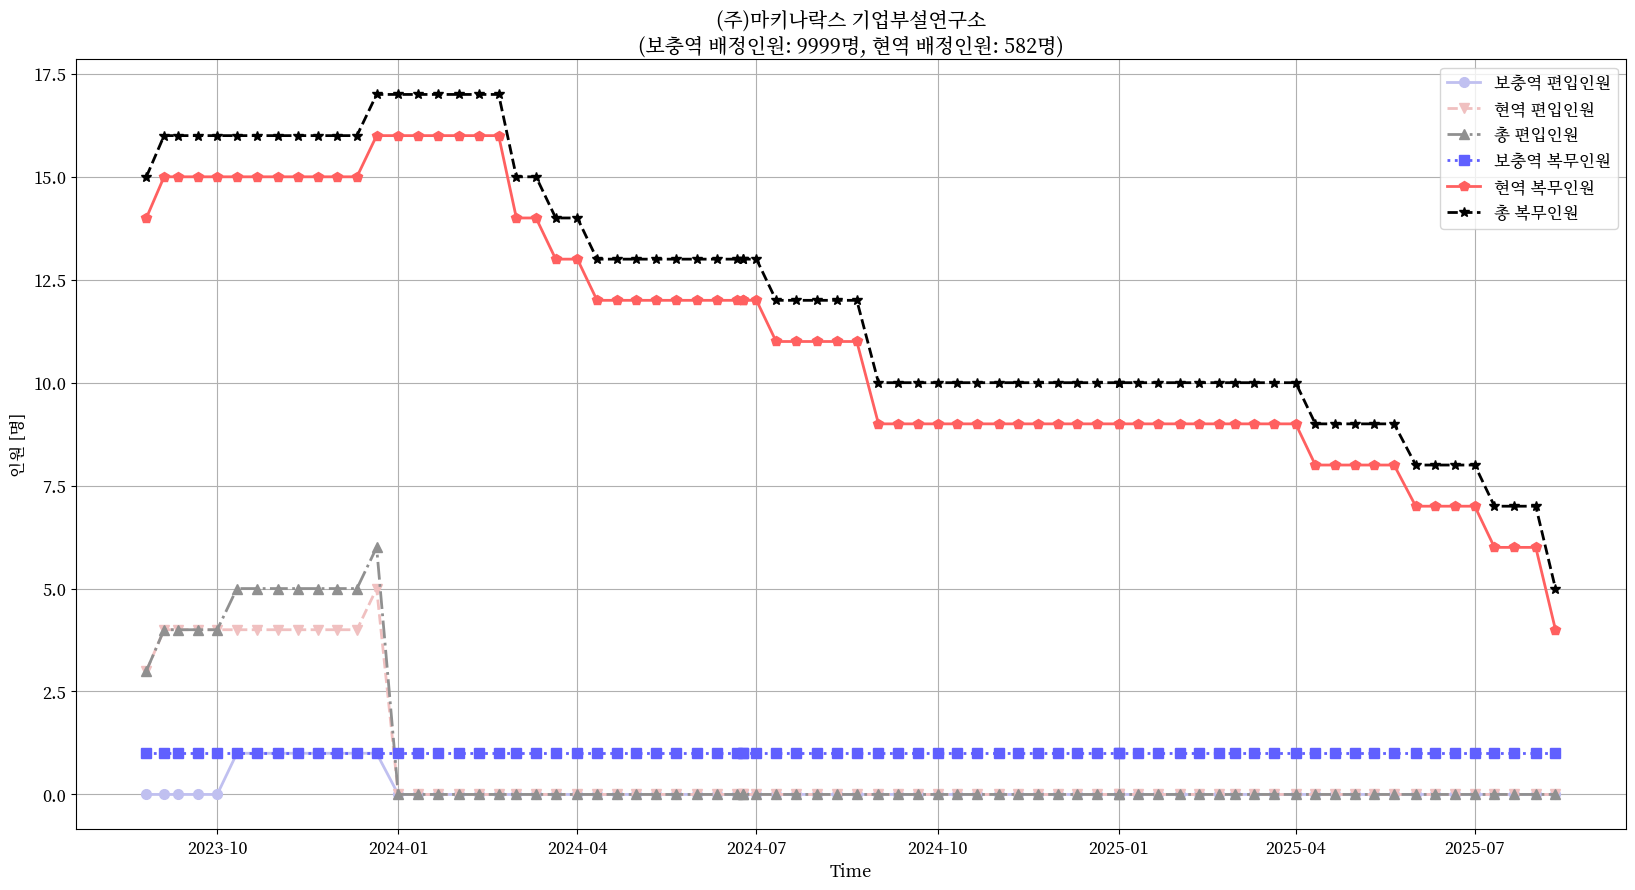 (주)마키나락스 기업부설연구소
(보충역 배정인원: 9999명, 현역 배정인원: 582명)
보충역 편입인원
현역 편입인원
총 편입인원
보충역 복무인원
현역 복무인원
총 복무인원
인원 [명]
17.5
15.0
12.5
10.0
7.5
5.0
2.5
0.0
2023-10
2024-01
2024-04
2024-07
2024-10
2025-01
2025-04
2025-07
Time